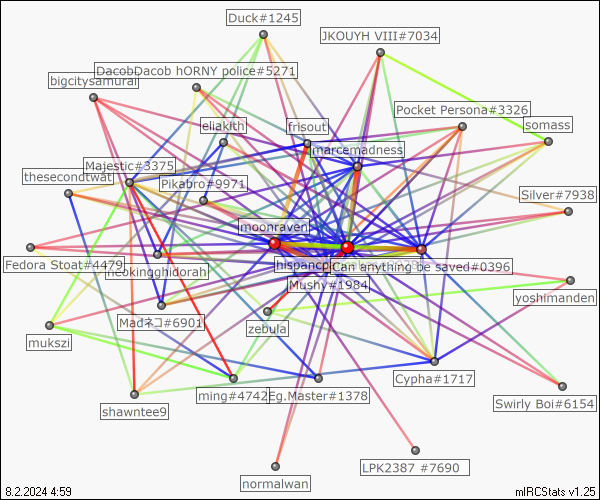 Duck#1245
JKOUYH VIII#7034
DacobDacob hORNY police#5271
bigcitysamurai
Pocket Persona#3326
eliakith
frisout
somass
marcemadness
Majestic#3375
thesecondtwat
Pikabro#9971
Silver#7938
moonraven
Fedora Stoat#4479
neokingghidorah
hispancp
Can anything be saved#0396
Mushy#1984
yoshimanden
Madネコ#6901
zebula
mukszi
Cypha#1717
ming#4742
Eg.Master#1378
Swirly Boi#6154
shawntee9
LPK2387 #7690
normalwan
8.2.2024 4:59
mIRCStats v1.25